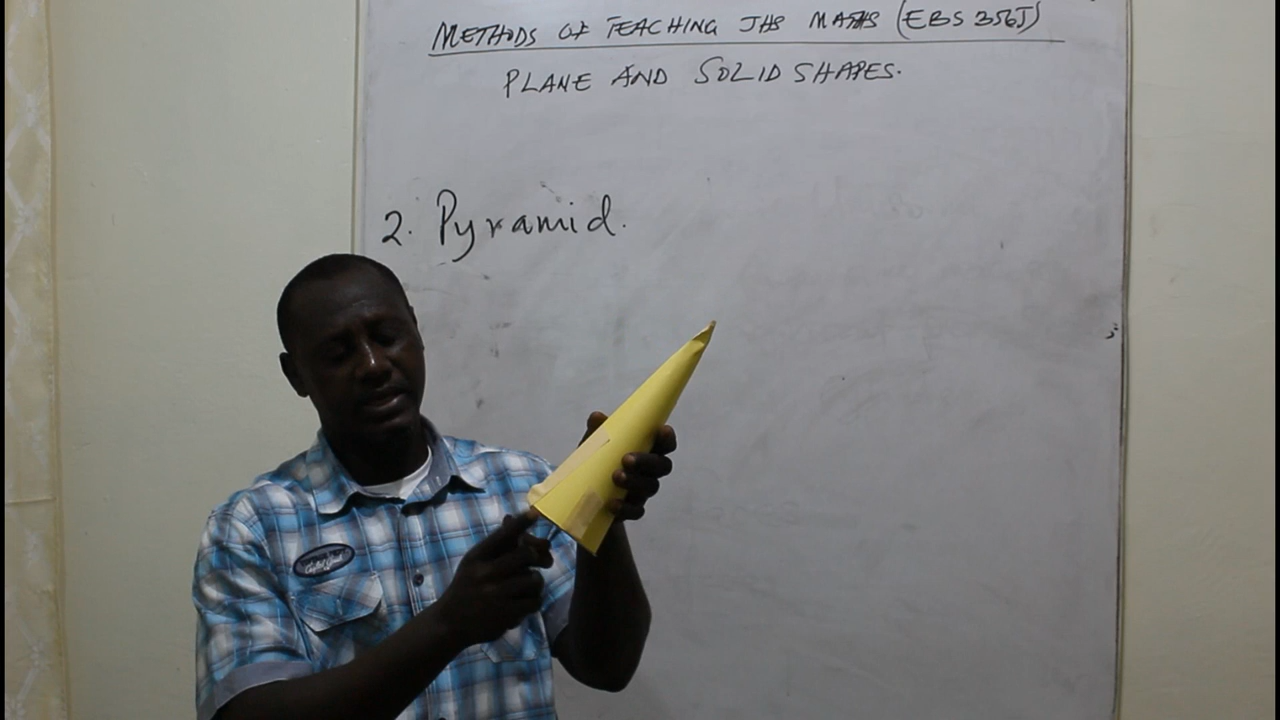 METHODS OF TEACHING JHS MATHS (EBS 356J)
PLANE AND SOLID SHAPES.
2. Pyramid.